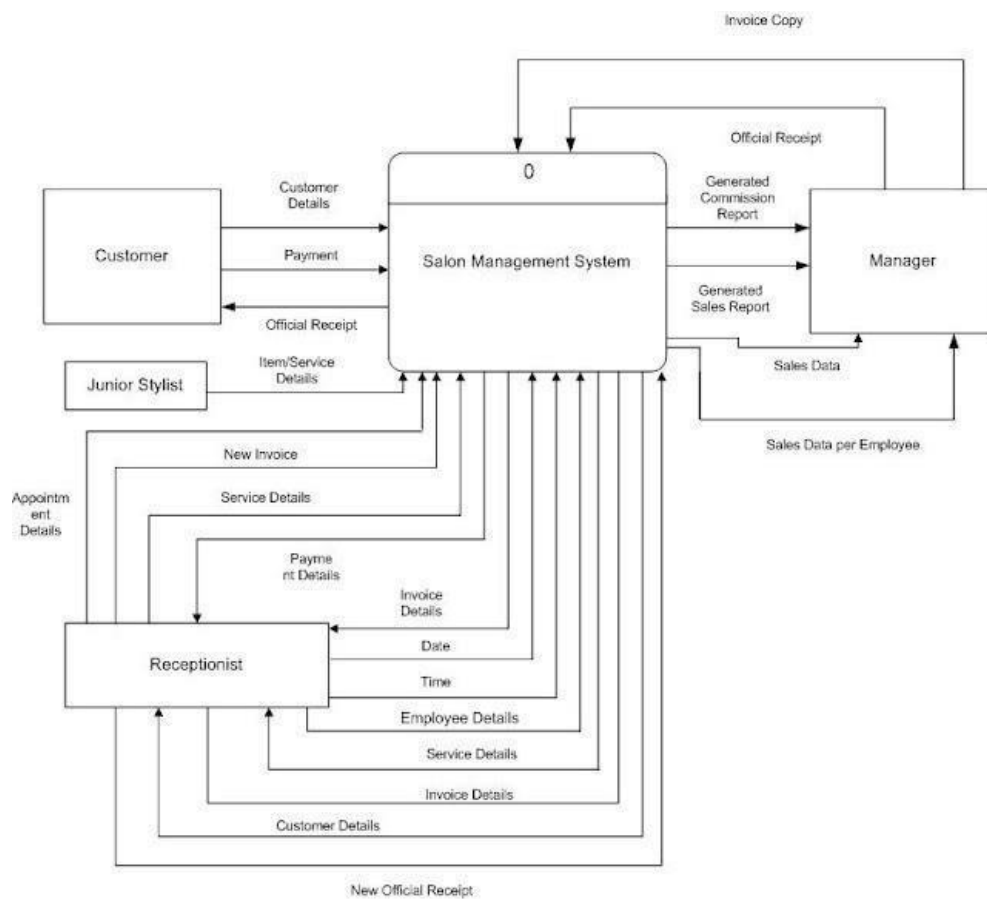 Invoice Copy
Official Receipt
0
Customer
Details
Generated
Commission
Report
Customer
Payment
Salon Management System
Manager
Generated
Sales Report
Official Receipt
Item/Service
Details
Junior Stylist
Sales Data
Sales Data per Employee
New Invoice
Appointm
ent
Details
Service Details
Payme
nt Details
Invoice
Details
Date
Receptionist
Time
Employee Details
Service Details
Invoice Details
Customer Details
New Official Receipt